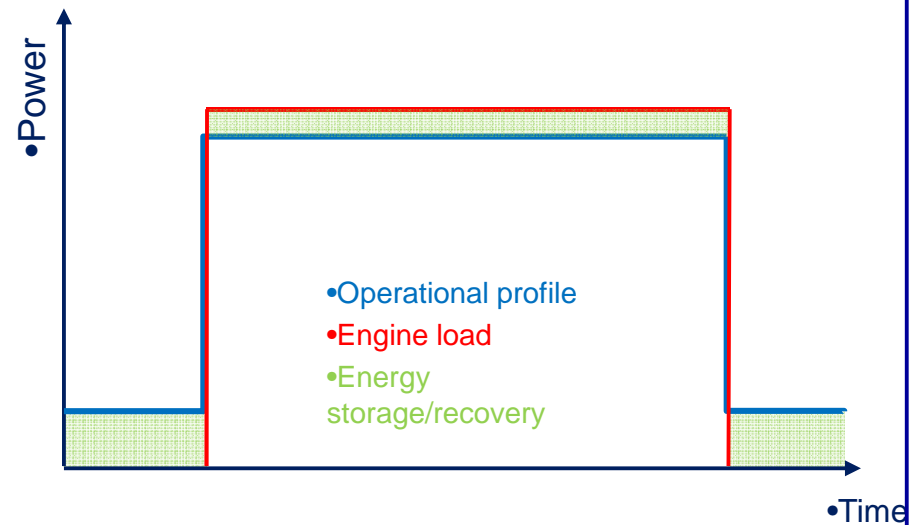 •Power
•Operational profile
•Engine load
•Energy
storage/recovery
•Time